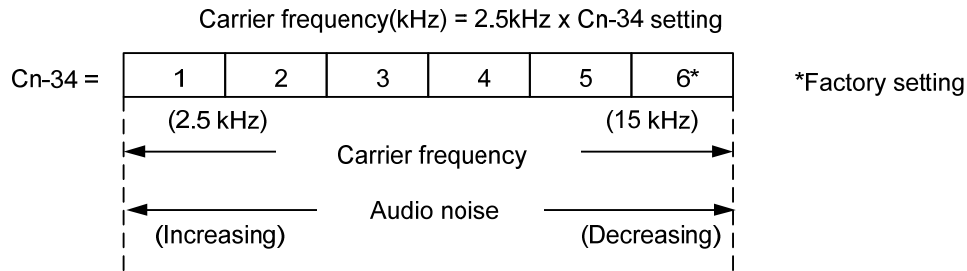 Carrier frequency(kHz) = 2.5kHz x Cn-34 setting
Cn-34 = 1 2 3 4 5 6* *Factory setting
(2.5 kHz) (15 kHz)
Carrier frequency
Audio noise
(Increasing) (Decreasing)